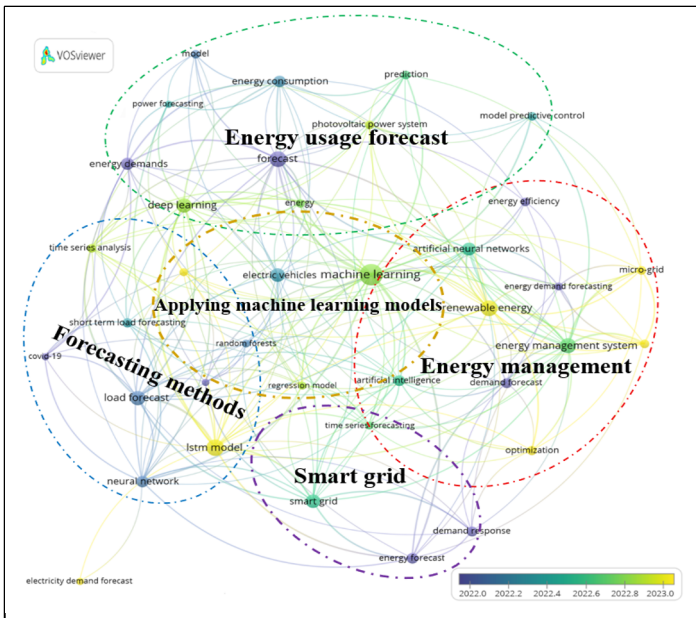 VOSviewer
model
energy consumption
prediction
power forecasting
photovoltaic power system
model predictive control
Energy usage forecast
energy demands
forecast
deep learning
energy
energy efficiency
time series analysis
artificial neural networks
electric vehicles
machine learning
micro-grid
energy demand forecasting
Applying machine learning models
renewable energy
short term load forecasting
random forests
energy management system
Forecasting methods
covid-19
Energy management
regression model
artificial intelligence
demand forecast
load forecast
time series forecasting
lstm model
optimization
Smart grid
neural network
smart grid
demand response
energy forecast
electricity demand forecast
2022.0 2022.2 2022.4 2022.6 2022.8 2023.0